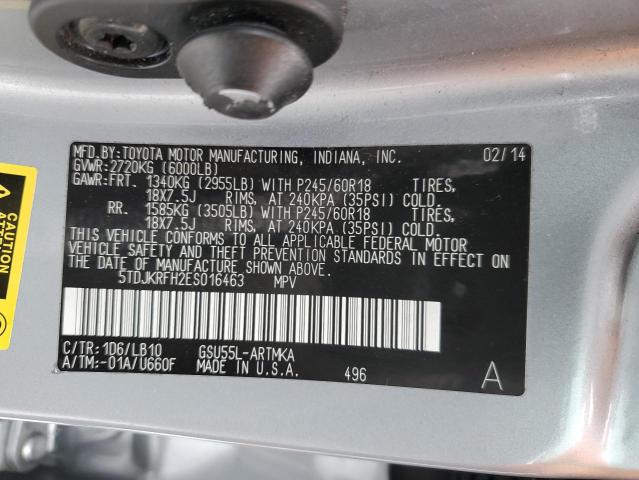 MFD.BY:TOYOTA MOTOR MANUFACTURING, INDIANA, INC. 02/14
GVWR:2720KG (6000LB)
GAWR:FRT. 1340KG (2955LB) WITH P245/60R18 TIRES,
18X7.5J RIMS, AT 240KPA (35PSI) COLD.
RR. 1585KG (3505LB) WITH P245/60R18 TIRES,
18X7.5J RIMS, AT 240KPA (35PSI) COLD.
THIS VEHICLE CONFORMS TO ALL APPLICABLE FEDERAL MOTOR
VEHICLE SAFETY AND THEFT PREVENTION STANDARDS IN EFFECT ON
THE DATE OF MANUFACTURE SHOWN ABOVE.
5TDJKRFH2ES016463 MPV
C/TR:1D6/LB10 GSU55L-ARTMKA
A/TM:-01A/U660F MADE IN U.S.A. 496 A
CAUTION